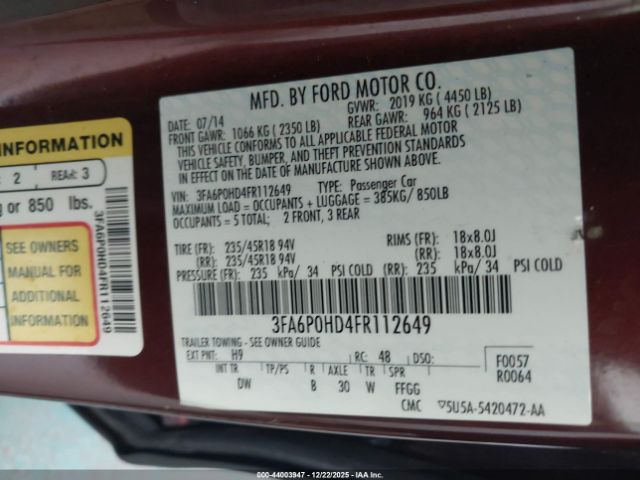 INFORMATION
: 2 REAR: 3
g or 850 lbs.
SEE OWNERS
MANUAL FOR
ADDITIONAL
INFORMATION
3FA6P0HD4FR112649
MFD. BY FORD MOTOR CO.
DATE: 07/14 GVWR: 2019 KG ( 4450 LB)
FRONT GAWR: 1066 KG ( 2350 LB) REAR GAWR: 964 KG ( 2125 LB)
THIS VEHICLE CONFORMS TO ALL APPLICABLE FEDERAL MOTOR
VEHICLE SAFETY, BUMPER, AND THEFT PREVENTION STANDARDS
IN EFFECT ON THE DATE OF MANUFACTURE SHOWN ABOVE.
VIN: 3FA6P0HD4FR112649 TYPE: Passenger Car
MAXIMUM LOAD = OCCUPANTS + LUGGAGE = 385KG/ 850LB
OCCUPANTS = 5 TOTAL; 2 FRONT, 3 REAR
TIRE (FR): 235/45R18 94V RIMS (FR): 18x8.0J
(RR): 235/45R18 94V (RR): 18x8.0J
PRESSURE (FR): 235 kPa/ 34 PSI COLD (RR): 235 kPa/ 34 PSI COLD
3FA6P0HD4FR112649
TRAILER TOWING - SEE OWNER GUIDE
EXT PNT: H9 RC: 48 DSO: F0057
INT TR TP/PS R AXLE TR SPR R0064
DW B 30 W FFGG
CMC ▽5U5A-5420472-AA
000-44003947 | 12/22/2025 - IAA Inc.